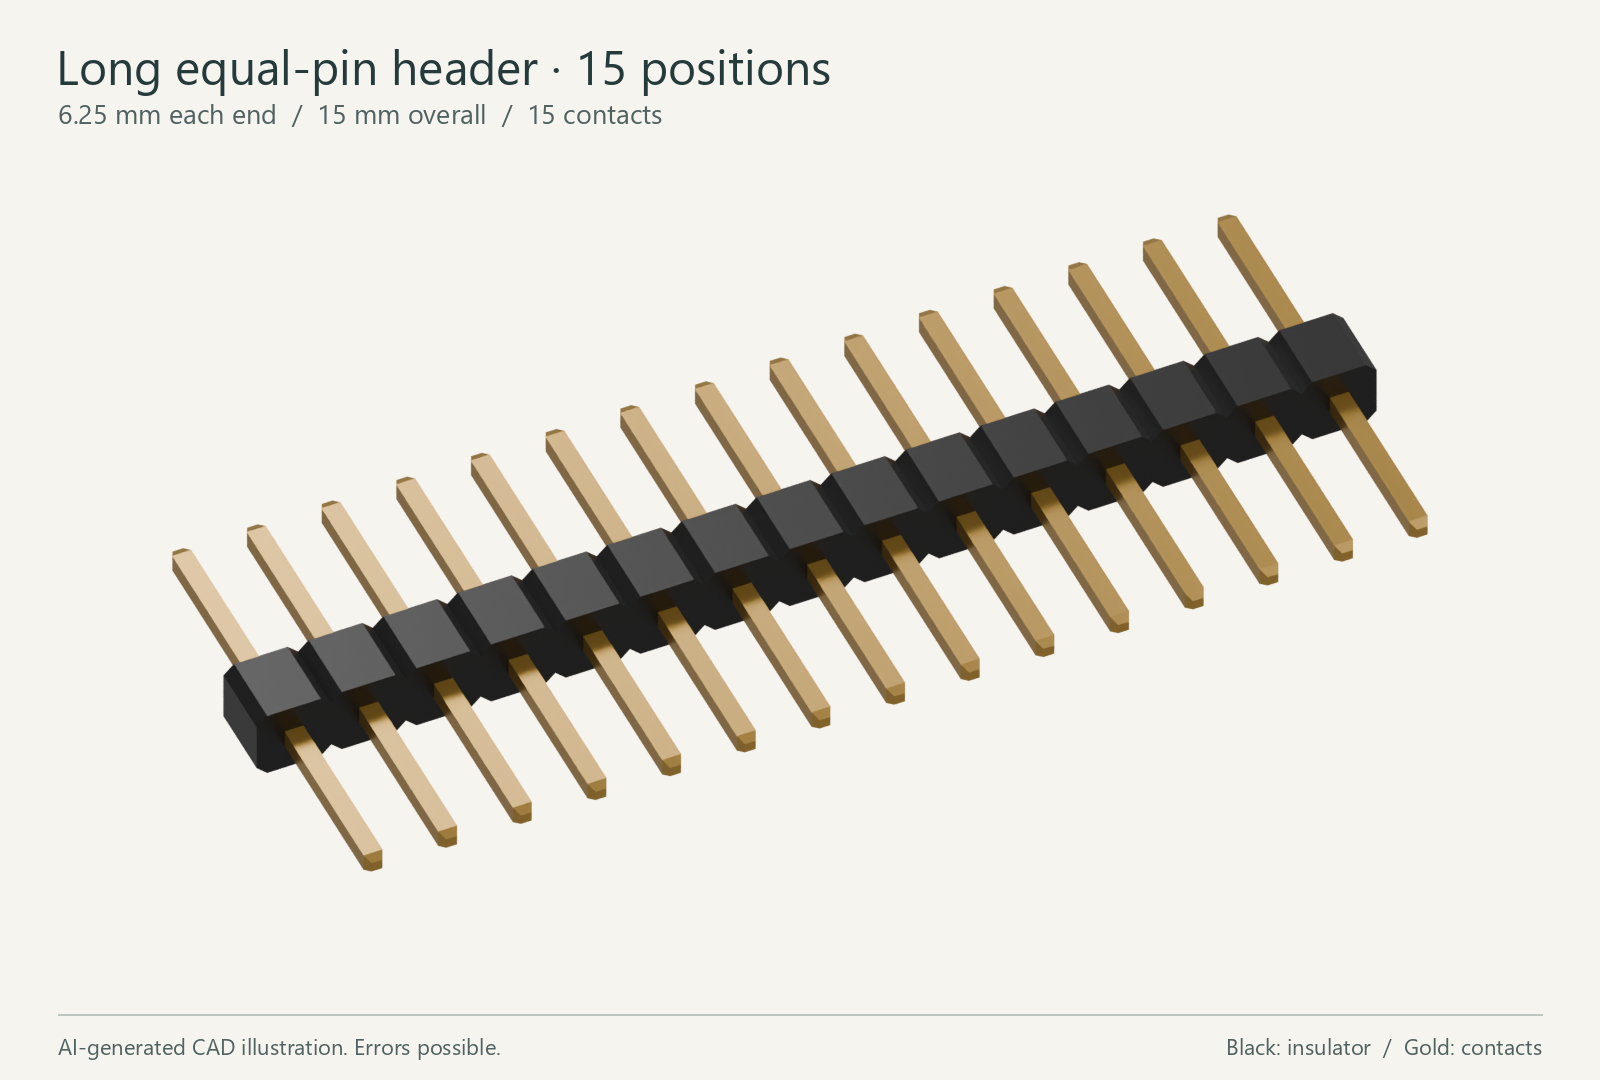 Long equal-pin header · 15 positions
6.25 mm each end / 15 mm overall / 15 contacts
AI-generated CAD illustration. Errors possible.
Black: insulator / Gold: contacts